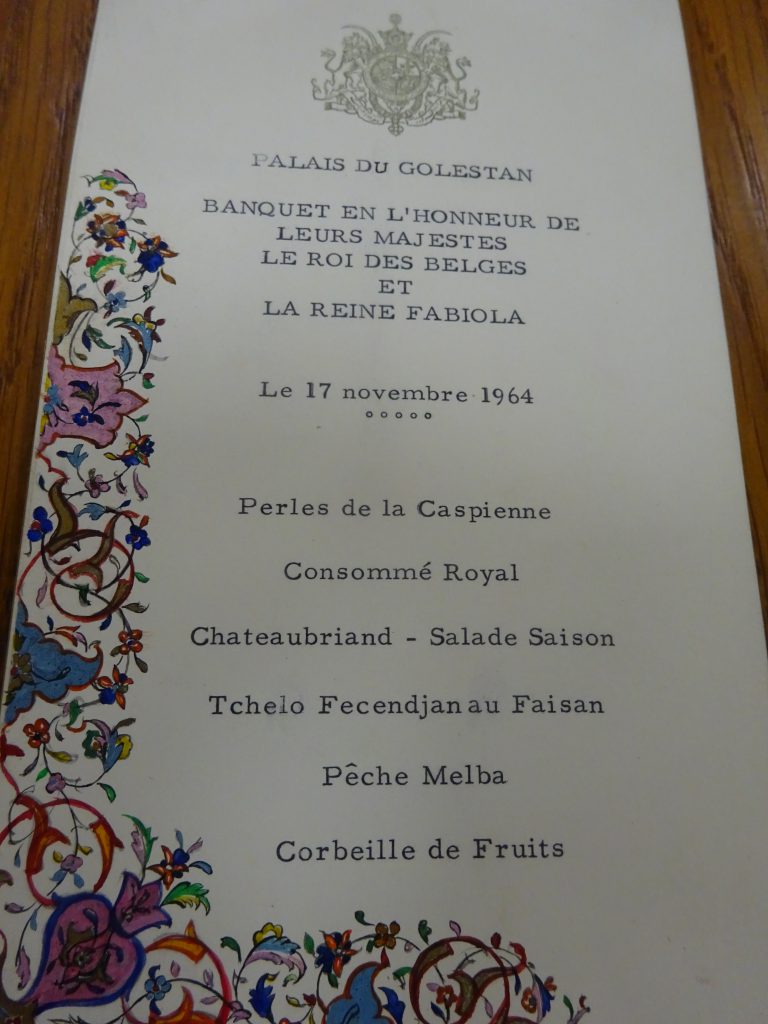 PALAIS DU GOLESTAN
BANQUET EN L'HONNEUR DE
LEURS MAJESTES
LE ROI DES BELGES
ET
LA REINE FABIOLA
Le 17 novembre 1964
Perles de la Caspienne
Consommé Royal
Chateaubriand - Salade Saison
Tchelo Fecendjan au Faisan
Pêche Melba
Corbeille de Fruits